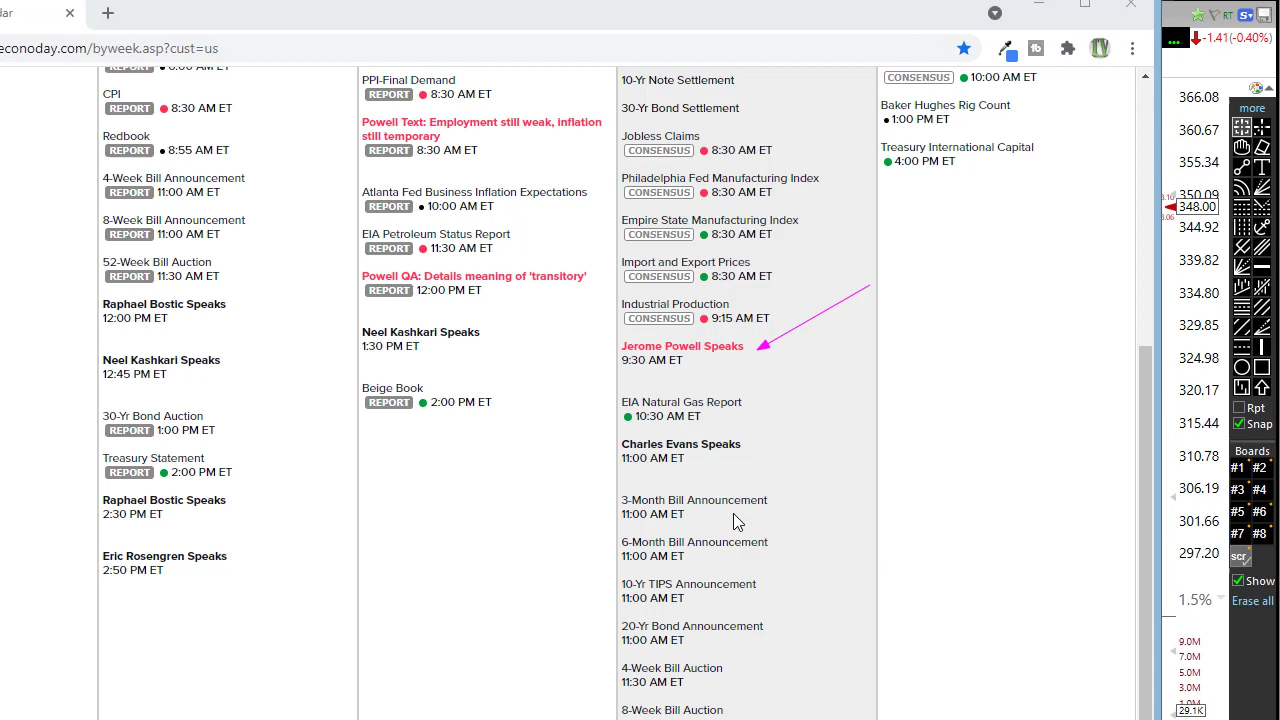 dar
econoday.com/byweek.asp?cust=us
CPI
REPORT 8:30 AM ET
Redbook
REPORT 8:55 AM ET
4-Week Bill Announcement
REPORT 11:00 AM ET
8-Week Bill Announcement
REPORT 11:00 AM ET
52-Week Bill Auction
REPORT 11:30 AM ET
Raphael Bostic Speaks
12:00 PM ET
Neel Kashkari Speaks
12:45 PM ET
30-Yr Bond Auction
REPORT 1:00 PM ET
Treasury Statement
REPORT 2:00 PM ET
Raphael Bostic Speaks
2:30 PM ET
Eric Rosengren Speaks
2:50 PM ET
PPI-Final Demand
REPORT 8:30 AM ET
Powell Text: Employment still weak, inflation
still temporary
REPORT 8:30 AM ET
Atlanta Fed Business Inflation Expectations
REPORT 10:00 AM ET
EIA Petroleum Status Report
REPORT 11:30 AM ET
Powell QA: Details meaning of 'transitory'
REPORT 12:00 PM ET
Neel Kashkari Speaks
1:30 PM ET
Beige Book
REPORT 2:00 PM ET
10-Yr Note Settlement
30-Yr Bond Settlement
Jobless Claims
CONSENSUS 8:30 AM ET
Philadelphia Fed Manufacturing Index
CONSENSUS 8:30 AM ET
Empire State Manufacturing Index
CONSENSUS 8:30 AM ET
Import and Export Prices
CONSENSUS 8:30 AM ET
Industrial Production
CONSENSUS 9:15 AM ET
Jerome Powell Speaks
9:30 AM ET
EIA Natural Gas Report
10:30 AM ET
Charles Evans Speaks
11:00 AM ET
3-Month Bill Announcement
11:00 AM ET
6-Month Bill Announcement
11:00 AM ET
10-Yr TIPS Announcement
11:00 AM ET
20-Yr Bond Announcement
11:00 AM ET
4-Week Bill Auction
11:30 AM ET
8-Week Bill Auction
CONSENSUS 10:00 AM ET
Baker Hughes Rig Count
1:00 PM ET
Treasury International Capital
4:00 PM ET
RT
-1.41(-0.40%)
366.08
360.67
355.34
350.09
348.00
344.92
339.82
334.80
329.85
324.98
320.17
315.44
310.78
306.19
301.66
297.20
1.5%
9.0M
7.0M
5.0M
3.0M
29.1K
more
Rpt
Snap
Boards
#1 #2
#3 #4
#5 #6
#7 #8
scr
Show
Erase all